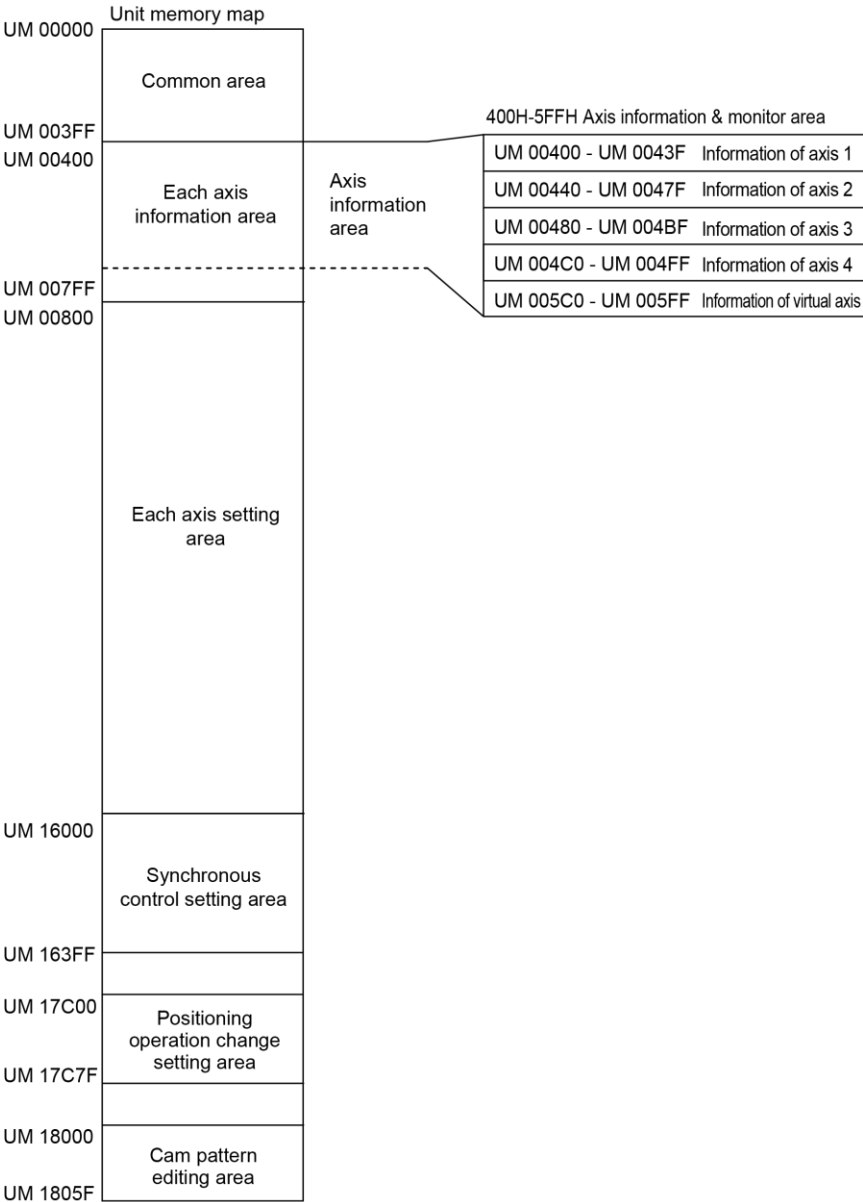 Unit memory map
UM 00000
Common area
UM 003FF
UM 00400
Each axis
information area
Axis
information
area
UM 007FF
UM 00800
400H-5FFH Axis information & monitor area
UM 00400 - UM 0043F Information of axis 1
UM 00440 - UM 0047F Information of axis 2
UM 00480 - UM 004BF Information of axis 3
UM 004C0 - UM 004FF Information of axis 4
UM 005C0 - UM 005FF Information of virtual axis
Each axis setting
area
UM 16000
Synchronous
control setting area
UM 163FF
UM 17C00
Positioning
operation change
setting area
UM 17C7F
UM 18000
Cam pattern
editing area
UM 1805F